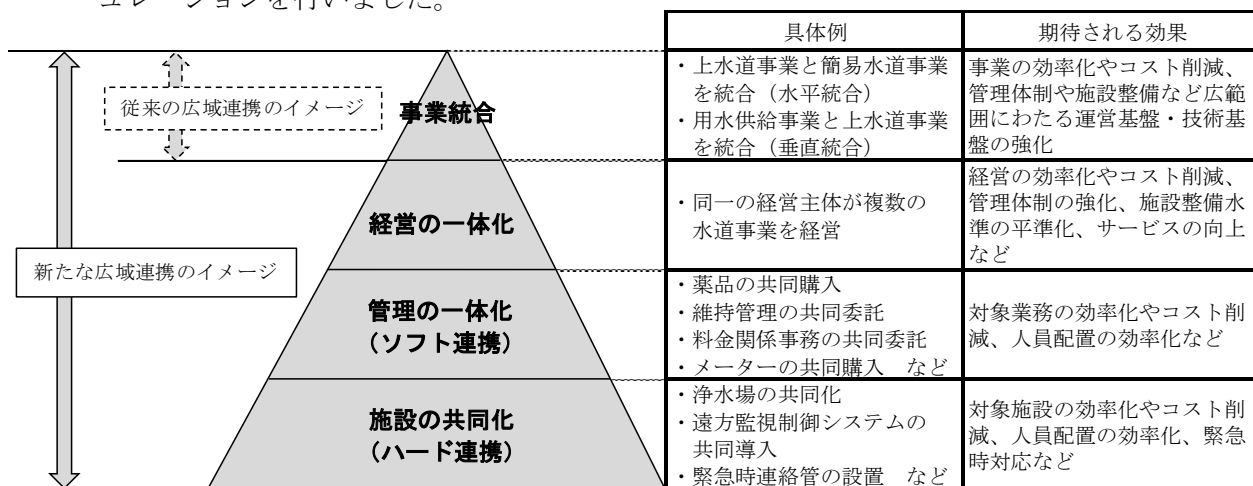 ュレーションを行いました。
具体例
期待される効果
従来の広域連携のイメージ
新たな広域連携のイメージ
事業統合
・上水道事業と簡易水道事業
を統合（水平統合）
・用水供給事業と上水道事業
を統合（垂直統合）
事業の効率化やコスト削減、
管理体制や施設整備など広範
囲にわたる運営基盤・技術基
盤の強化
経営の一体化
・同一の経営主体が複数の
水道事業を経営
経営の効率化やコスト削減、
管理体制の強化、施設整備水
準の平準化、サービスの向上
など
管理の一体化
（ソフト連携）
・薬品の共同購入
・維持管理の共同委託
・料金関係事務の共同委託
・メーターの共同購入　など
対象業務の効率化やコスト削
減、人員配置の効率化など
施設の共同化
（ハード連携）
・浄水場の共同化
・遠方監視制御システムの
共同導入
・緊急時連絡管の設置　など
対象施設の効率化やコスト削
減、人員配置の効率化、緊急
時対応など